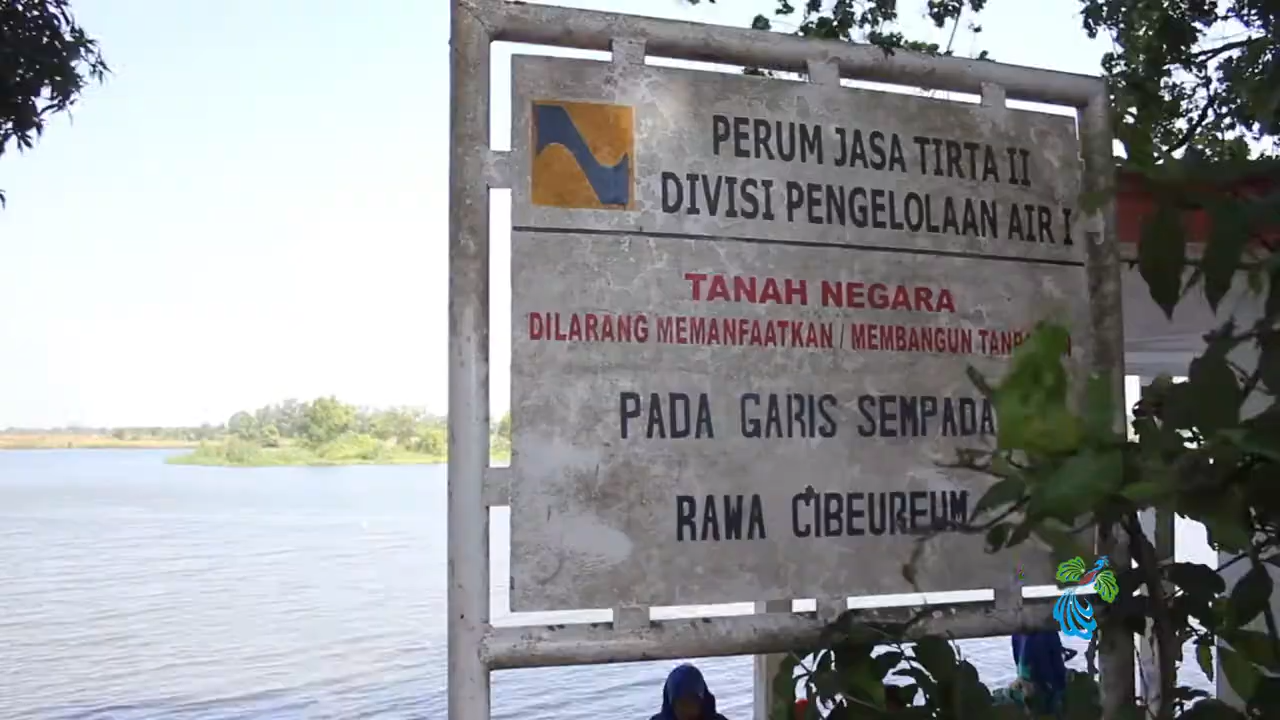 PERUM JASA TIRTA II
DIVISI PENGELOLAAN AIR I
TANAH NEGARA
DILARANG MEMANFAATKAN / MEMBANGUN
PADA GARIS
RAWA CIBEUREUM